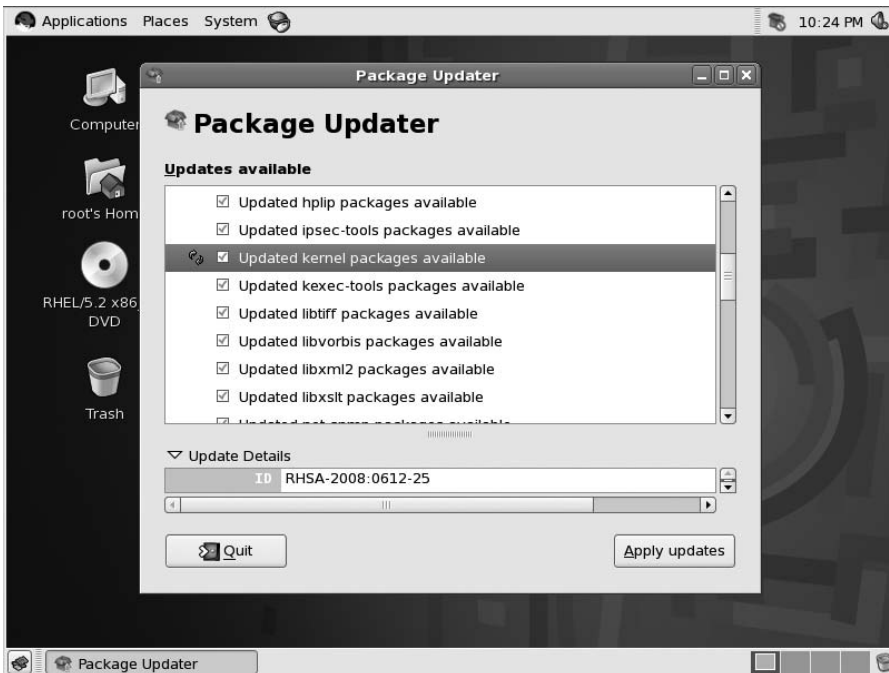 Applications Places System 10:24 PM
Package Updater
Computer
Package Updater
Updates available
root's Hom
Updated hplip packages available
Updated ipsec-tools packages available
Updated kernel packages available
Updated kexec-tools packages available
Updated libtiff packages available
Updated libvorbis packages available
Updated libxml2 packages available
Updated libxslt packages available
RHEL/5.2 x86
DVD
Trash
Update Details
ID RHSA-2008:0612-25
Quit Apply updates
Package Updater